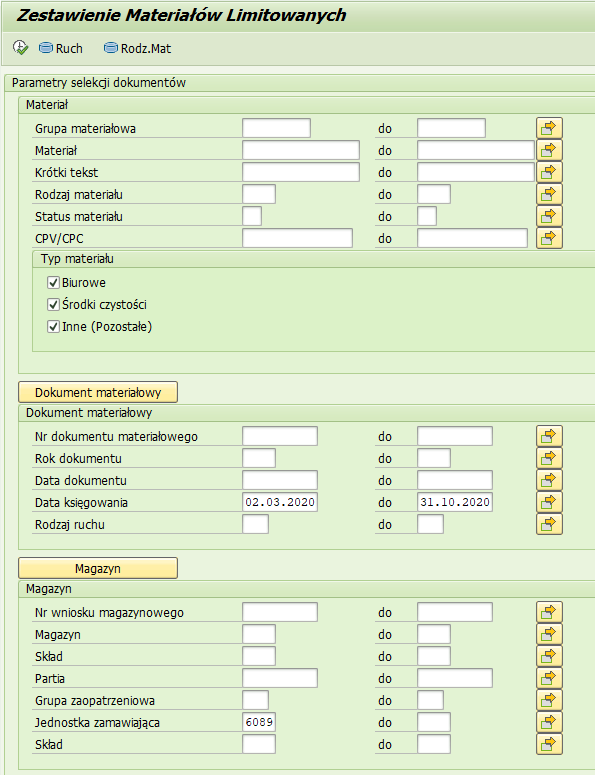 Zestawienie Materiałów Limitowanych
Ruch Rodz.Mat
Parametry selekcji dokumentów
Materiał
Grupa materiałowa do
Materiał do
Krótki tekst do
Rodzaj materiału do
Status materiału do
CPV/CPC do
Typ materiału
Biurowe
Środki czystości
Inne (Pozostałe)
Dokument materiałowy
Dokument materiałowy
Nr dokumentu materiałowego do
Rok dokumentu do
Data dokumentu do
Data księgowania 02.03.2020 do 31.10.2020
Rodzaj ruchu do
Magazyn
Magazyn
Nr wniosku magazynowego do
Magazyn do
Skład do
Partia do
Grupa zaopatrzeniowa do
Jednostka zamawiająca 6089 do
Skład do